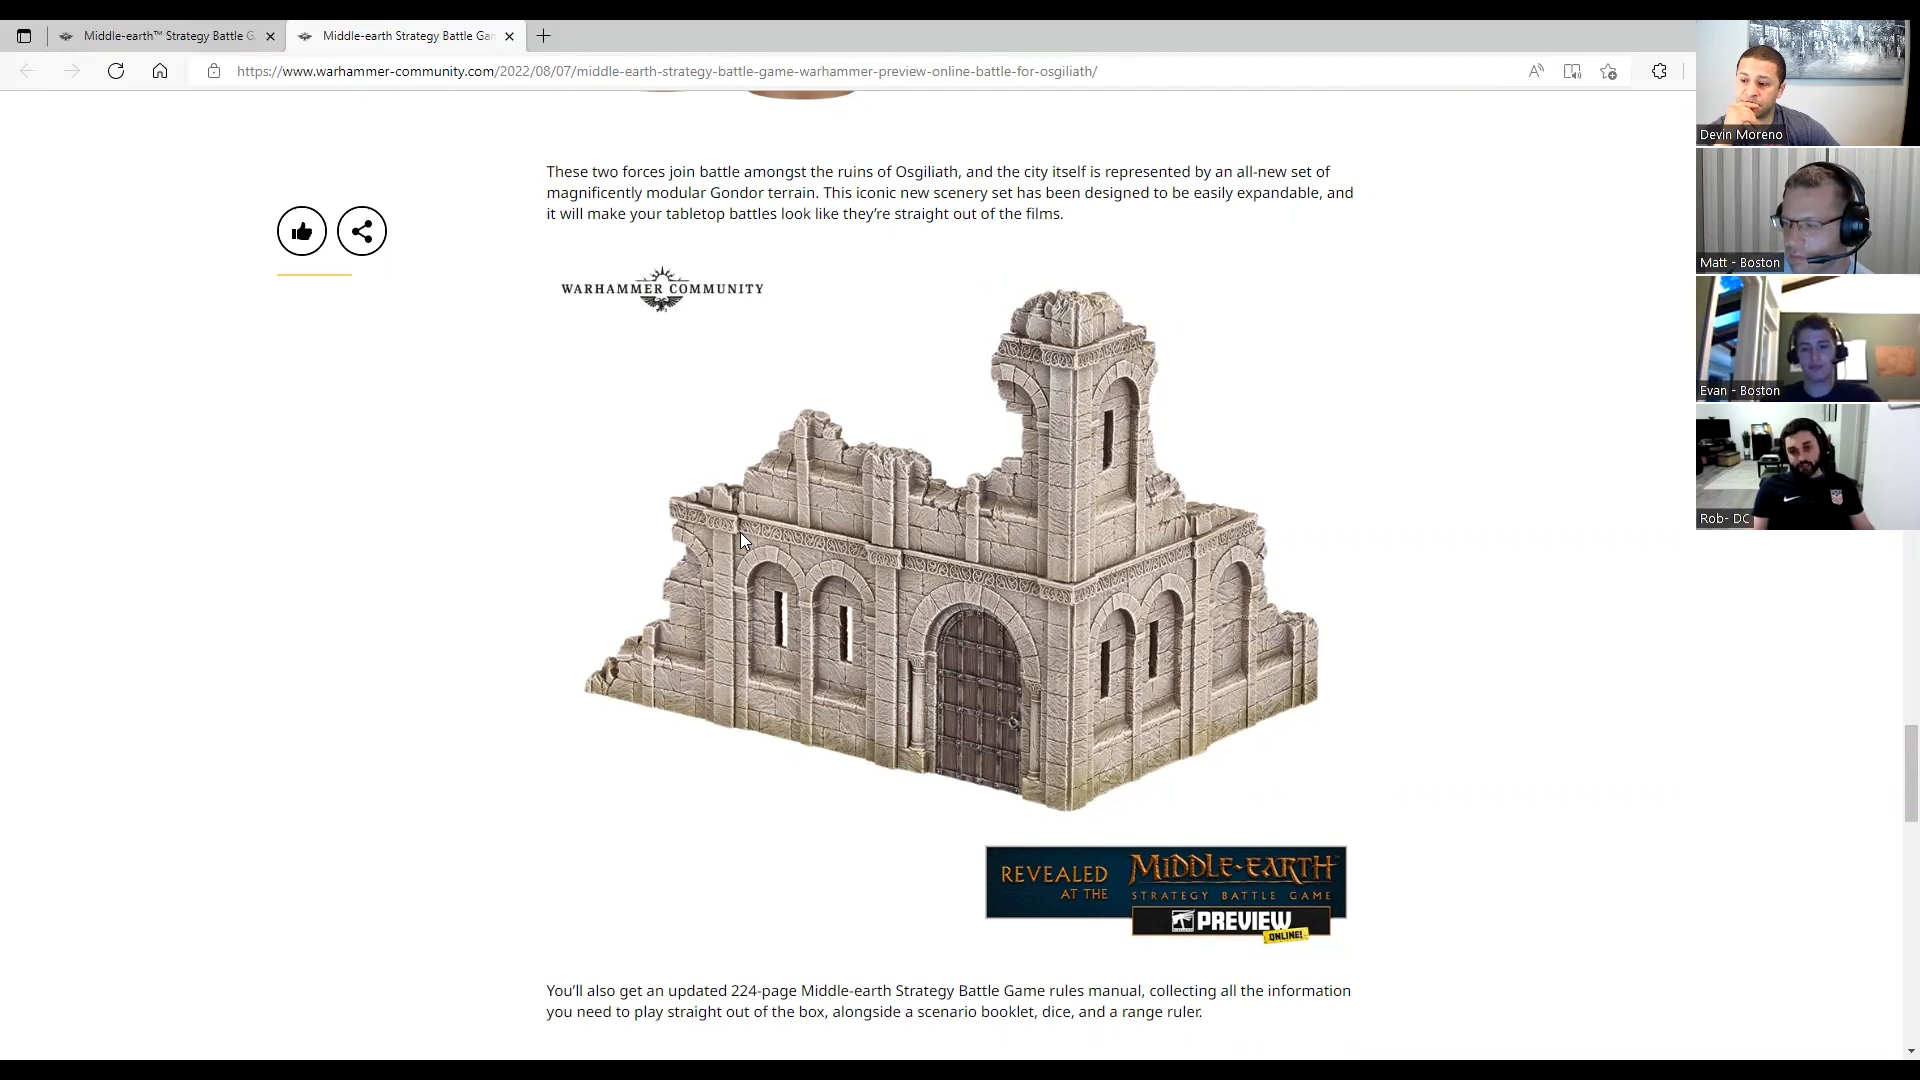 Middle-earth™ Strategy Battle G
Middle-earth Strategy Battle Gam
https://www.warhammer-community.com/2022/08/07/middle-earth-strategy-battle-game-warhammer-preview-online-battle-for-osgiliath/
Devin Moreno
Matt - Boston
Evan - Boston
Rob- DC
These two forces join battle amongst the ruins of Osgiliath, and the city itself is represented by an all-new set of
magnificently modular Gondor terrain. This iconic new scenery set has been designed to be easily expandable, and
it will make your tabletop battles look like they’re straight out of the films.
WARHAMMER COMMUNITY
REVEALED
AT THE
MIDDLE-EARTH™
STRATEGY BATTLE GAME
PREVIEW
ONLINE!
You’ll also get an updated 224-page Middle-earth Strategy Battle Game rules manual, collecting all the information
you need to play straight out of the box, alongside a scenario booklet, dice, and a range ruler.